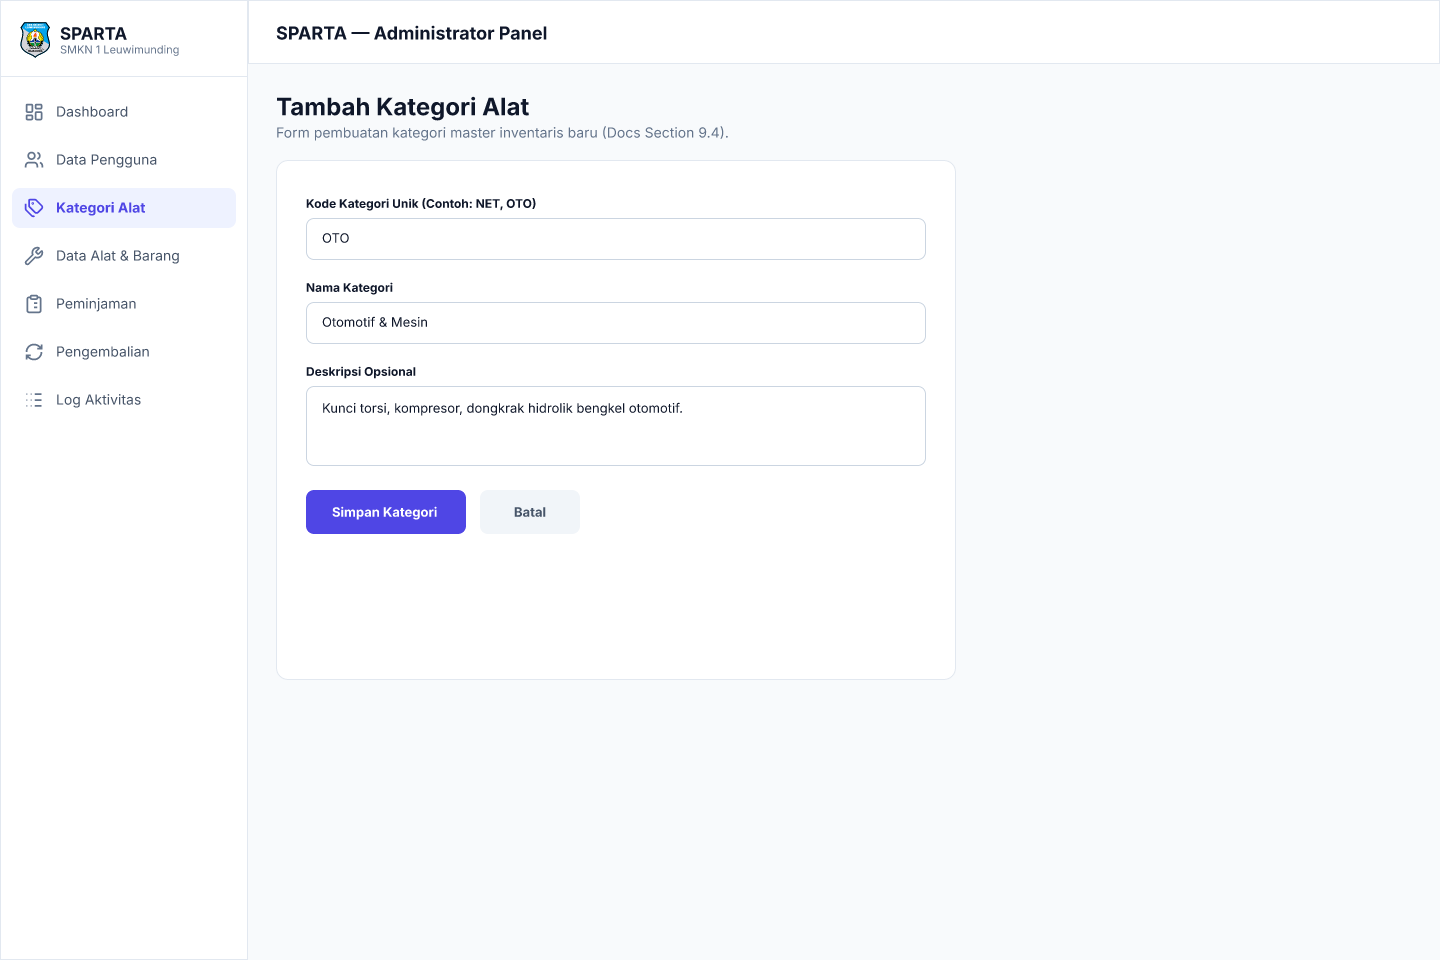 SPARTA
SMKN 1 Leuwimunding
Dashboard
Data Pengguna
Kategori Alat
Data Alat & Barang
Peminjaman
Pengembalian
Log Aktivitas
SPARTA — Administrator Panel
Tambah Kategori Alat
Form pembuatan kategori master inventaris baru (Docs Section 9.4).
Kode Kategori Unik (Contoh: NET, OTO)
OTO
Nama Kategori
Otomotif & Mesin
Deskripsi Opsional
Kunci torsi, kompresor, dongkrak hidrolik bengkel otomotif.
Simpan Kategori
Batal